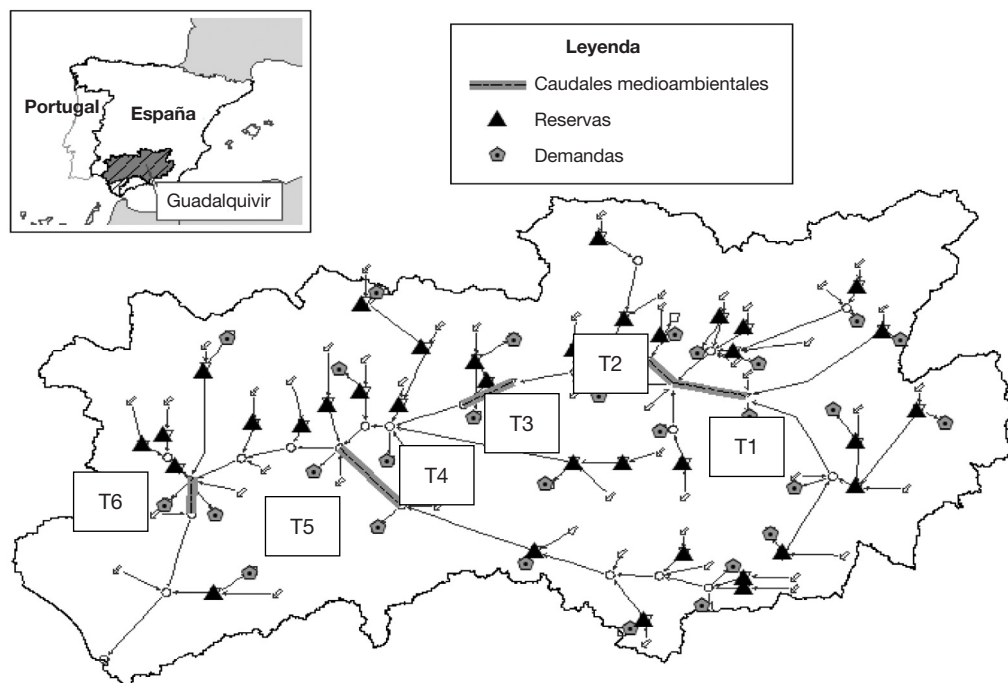 Portugal
España
Guadalquivir
Leyenda
Caudales medioambientales
Reservas
Demandas
T2
T1
T3
T4
T6
T5